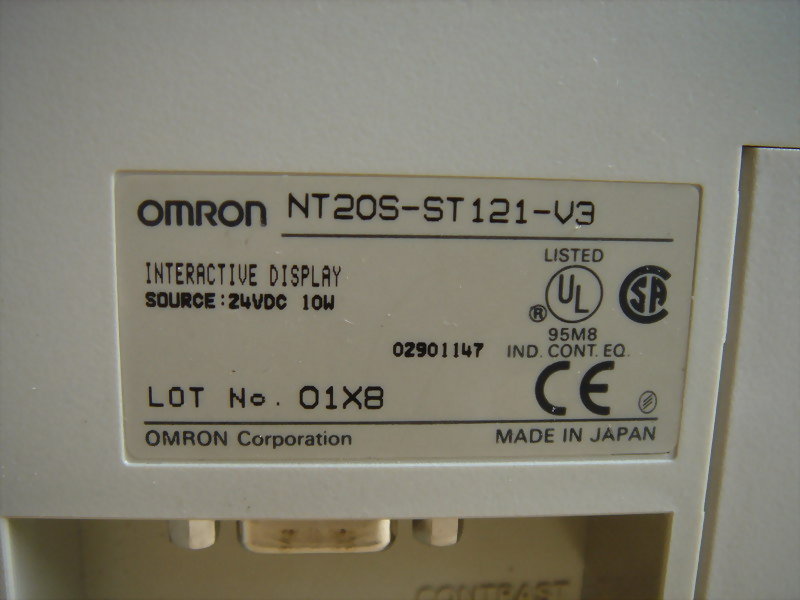 OMRON NT20S-ST121-V3
INTERACTIVE DISPLAY
SOURCE:24VDC 10W
LISTED
UL
®
SA
95M8
02901147
IND. CONT. EQ.
CE
LOT No. 01X8
OMRON Corporation
MADE IN JAPAN
CONTRAST